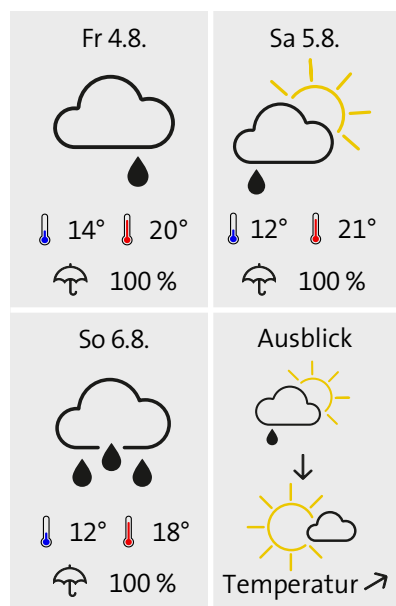 Fr 4.8.
14° 20°
100 %
Sa 5.8.
12° 21°
100 %
So 6.8.
12° 18°
100 %
Ausblick
Temperatur